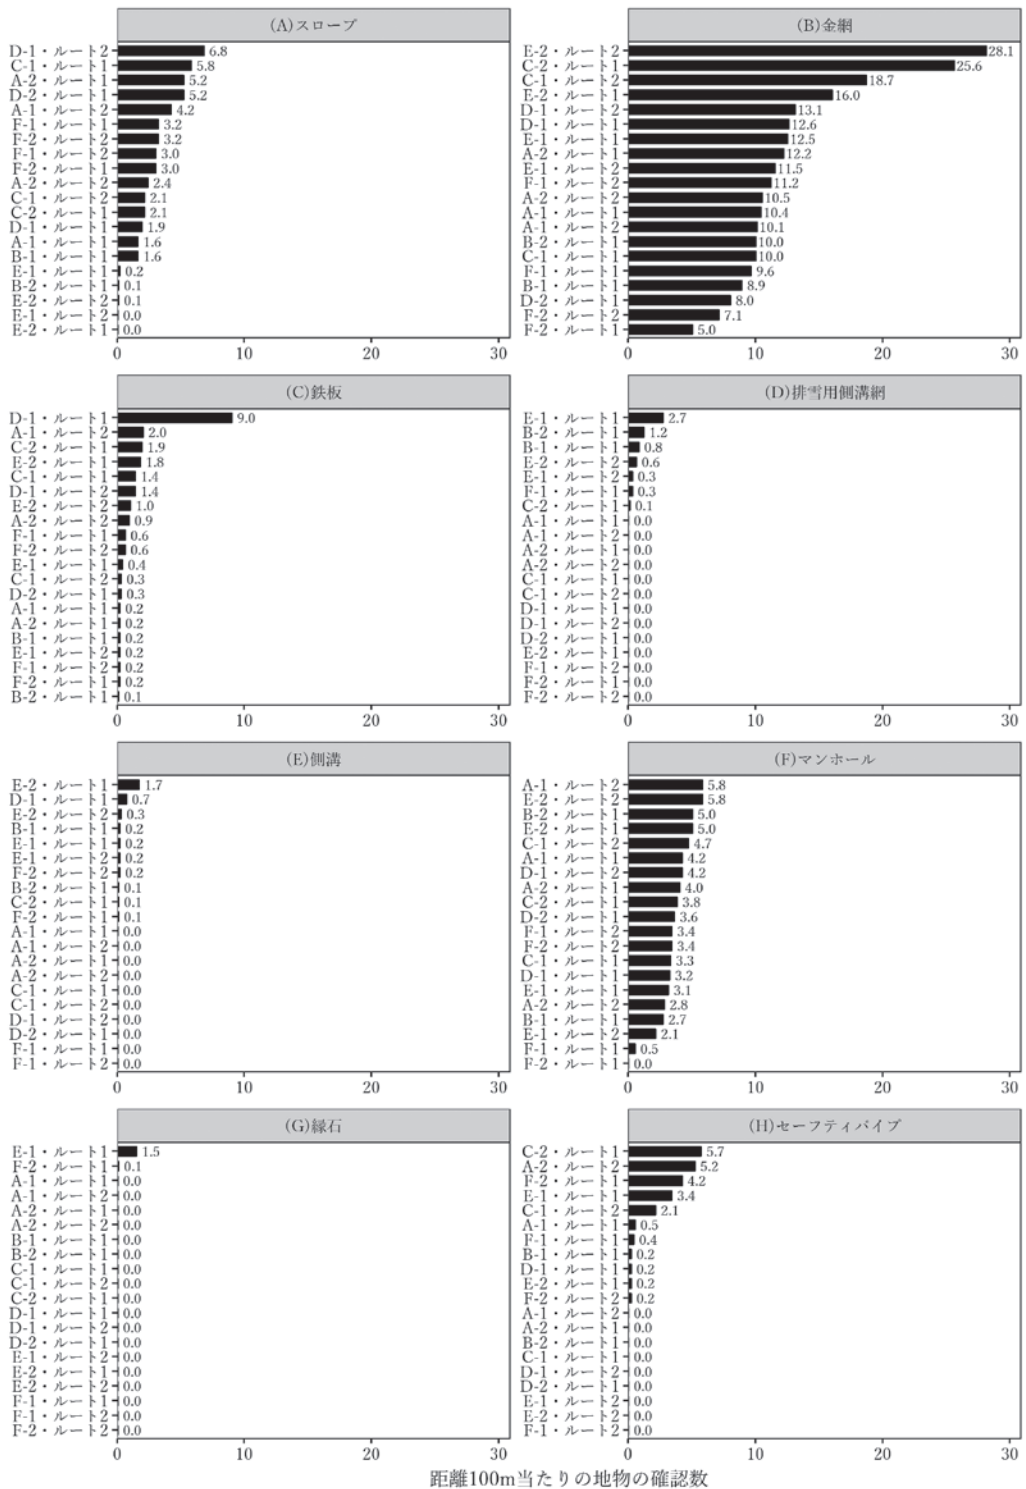 (A)スロープ
D-1・ルート2 6.8
C-1・ルート1 5.8
A-2・ルート1 5.2
D-2・ルート1 5.2
A-1・ルート2 4.2
F-1・ルート1 3.2
F-2・ルート2 3.2
F-1・ルート2 3.0
F-2・ルート1 3.0
A-2・ルート2 2.4
C-1・ルート2 2.1
C-2・ルート1 2.1
D-1・ルート1 1.9
A-1・ルート1 1.6
B-1・ルート1 1.6
E-1・ルート1 0.2
B-2・ルート1 0.1
E-2・ルート2 0.1
E-1・ルート2 0.0
E-2・ルート1 0.0
0 10 20 30
(B)金網
E-2・ルート2 28.1
C-2・ルート1 25.6
C-1・ルート2 18.7
E-2・ルート1 16.0
D-1・ルート2 13.1
D-1・ルート1 12.6
E-1・ルート1 12.5
A-2・ルート1 12.2
E-1・ルート2 11.5
F-1・ルート2 11.2
A-2・ルート2 10.5
A-1・ルート1 10.4
A-1・ルート2 10.1
B-2・ルート1 10.0
C-1・ルート1 10.0
F-1・ルート1 9.6
B-1・ルート1 8.9
D-2・ルート1 8.0
F-2・ルート2 7.1
F-2・ルート1 5.0
0 10 20 30
(C)鉄板
D-1・ルート1 9.0
A-1・ルート2 2.0
C-2・ルート1 1.9
E-2・ルート1 1.8
C-1・ルート1 1.4
D-1・ルート2 1.4
E-2・ルート2 1.0
A-2・ルート2 0.9
F-1・ルート1 0.6
F-2・ルート2 0.6
E-1・ルート1 0.4
C-1・ルート2 0.3
D-2・ルート1 0.3
A-1・ルート1 0.2
A-2・ルート1 0.2
B-1・ルート1 0.2
E-1・ルート2 0.2
F-1・ルート2 0.2
F-2・ルート1 0.2
B-2・ルート1 0.1
0 10 20 30
(D)排雪用側溝網
E-1・ルート1 2.7
B-2・ルート1 1.2
B-1・ルート1 0.8
E-2・ルート2 0.6
E-1・ルート2 0.3
F-1・ルート1 0.3
C-2・ルート1 0.1
A-1・ルート1 0.0
A-1・ルート2 0.0
A-2・ルート1 0.0
A-2・ルート2 0.0
C-1・ルート1 0.0
C-1・ルート2 0.0
D-1・ルート1 0.0
D-1・ルート2 0.0
D-2・ルート1 0.0
E-2・ルート1 0.0
F-1・ルート2 0.0
F-2・ルート1 0.0
F-2・ルート2 0.0
0 10 20 30
(E)側溝
E-2・ルート1 1.7
D-1・ルート1 0.7
E-2・ルート2 0.3
B-1・ルート1 0.2
E-1・ルート1 0.2
E-1・ルート2 0.2
F-2・ルート2 0.2
B-2・ルート1 0.1
C-2・ルート1 0.1
F-2・ルート1 0.1
A-1・ルート1 0.0
A-1・ルート2 0.0
A-2・ルート1 0.0
A-2・ルート2 0.0
C-1・ルート1 0.0
C-1・ルート2 0.0
D-1・ルート2 0.0
D-2・ルート1 0.0
F-1・ルート1 0.0
F-1・ルート2 0.0
0 10 20 30
(F)マンホール
A-1・ルート2 5.8
E-2・ルート2 5.8
B-2・ルート1 5.0
E-2・ルート1 5.0
C-1・ルート2 4.7
A-1・ルート1 4.2
D-1・ルート2 4.2
A-2・ルート1 4.0
C-2・ルート1 3.8
D-2・ルート1 3.6
F-1・ルート2 3.4
F-2・ルート2 3.4
C-1・ルート1 3.3
D-1・ルート1 3.2
E-1・ルート1 3.1
A-2・ルート2 2.8
B-1・ルート1 2.7
E-1・ルート2 2.1
F-1・ルート1 0.5
F-2・ルート1 0.0
0 10 20 30
(G)縁石
E-1・ルート1 1.5
F-2・ルート1 0.1
A-1・ルート1 0.0
A-1・ルート2 0.0
A-2・ルート1 0.0
A-2・ルート2 0.0
B-1・ルート1 0.0
B-2・ルート1 0.0
C-1・ルート1 0.0
C-1・ルート2 0.0
C-2・ルート1 0.0
D-1・ルート1 0.0
D-1・ルート2 0.0
D-2・ルート1 0.0
E-1・ルート2 0.0
E-2・ルート1 0.0
E-2・ルート2 0.0
F-1・ルート1 0.0
F-1・ルート2 0.0
F-2・ルート2 0.0
0 10 20 30
(H)セーフティパイプ
C-2・ルート1 5.7
A-2・ルート2 5.2
F-2・ルート1 4.2
E-1・ルート1 3.4
C-1・ルート2 2.1
A-1・ルート1 0.5
F-1・ルート1 0.4
B-1・ルート1 0.2
D-1・ルート1 0.2
E-2・ルート1 0.2
F-2・ルート2 0.2
A-1・ルート2 0.0
A-2・ルート1 0.0
B-2・ルート1 0.0
C-1・ルート1 0.0
D-1・ルート2 0.0
D-2・ルート1 0.0
E-1・ルート2 0.0
E-2・ルート2 0.0
F-1・ルート2 0.0
0 10 20 30
距離100m当たりの地物の確認数